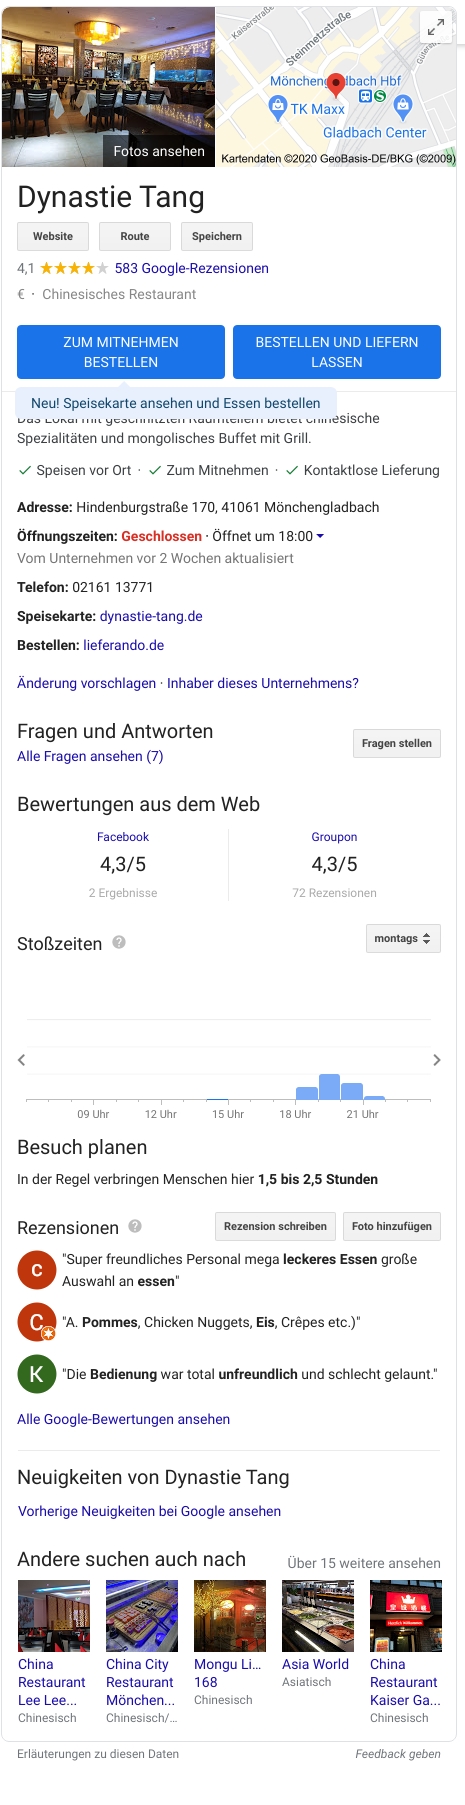 Kaiserstraße
Steinmetzstraße
Güterstraße
Mönchengladbach Hbf
TK Maxx
Gladbach Center
Fotos ansehen
Kartendaten ©2020 GeoBasis-DE/BKG (©2009)
Dynastie Tang
Website Route Speichern
4,1 583 Google-Rezensionen
€ · Chinesisches Restaurant
ZUM MITNEHMEN
BESTELLEN
BESTELLEN UND LIEFERN
LASSEN
Neu! Speisekarte ansehen und Essen bestellen
Das Lokal mit geschnitzten Raumteilern bietet chinesische
Spezialitäten und mongolisches Buffet mit Grill.
Speisen vor Ort · Zum Mitnehmen · Kontaktlose Lieferung
Adresse: Hindenburgstraße 170, 41061 Mönchengladbach
Öffnungszeiten: Geschlossen · Öffnet um 18:00
Vom Unternehmen vor 2 Wochen aktualisiert
Telefon: 02161 13771
Speisekarte: dynastie-tang.de
Bestellen: lieferando.de
Änderung vorschlagen · Inhaber dieses Unternehmens?
Fragen und Antworten
Alle Fragen ansehen (7)
Fragen stellen
Bewertungen aus dem Web
Facebook
4,3/5
2 Ergebnisse
Groupon
4,3/5
72 Rezensionen
Stoßzeiten
montags
09 Uhr 12 Uhr 15 Uhr 18 Uhr 21 Uhr
Besuch planen
In der Regel verbringen Menschen hier 1,5 bis 2,5 Stunden
Rezensionen
Rezension schreiben Foto hinzufügen
C
"Super freundliches Personal mega leckeres Essen große
Auswahl an essen"
C
"A. Pommes, Chicken Nuggets, Eis, Crêpes etc.)"
K
"Die Bedienung war total unfreundlich und schlecht gelaunt."
Alle Google-Bewertungen ansehen
Neuigkeiten von Dynastie Tang
Vorherige Neuigkeiten bei Google ansehen
Andere suchen auch nach
Über 15 weitere ansehen
China
Restaurant
Lee Lee...
Chinesisch
China City
Restaurant
Mönchen...
Chinesisch/...
Mongu Li...
168
Chinesisch
Asia World
Asiatisch
China
Restaurant
Kaiser Ga...
Chinesisch
Erläuterungen zu diesen Daten
Feedback geben